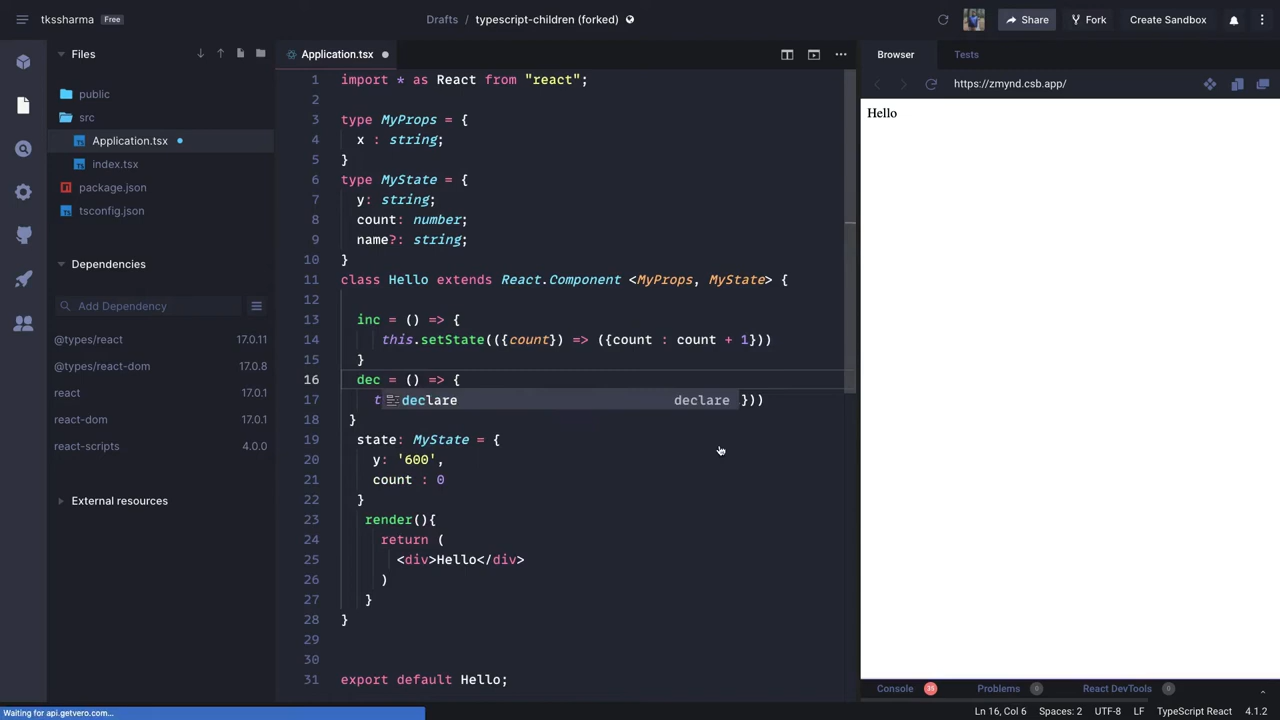 tkssharma Free
Drafts / typescript-children (forked)
Share
Fork
Create Sandbox
Files
public
src
Application.tsx
index.tsx
package.json
tsconfig.json
Dependencies
Add Dependency
@types/react 17.0.11
@types/react-dom 17.0.8
react 17.0.1
react-dom 17.0.1
react-scripts 4.0.0
External resources
Waiting for api.getvero.com...
Application.tsx
1 import * as React from "react";
2
3 type MyProps = {
4 x : string;
5 }
6 type MyState = {
7 y: string;
8 count: number;
9 name?: string;
10 }
11 class Hello extends React.Component <MyProps, MyState> {
12
13 inc = () => {
14 this.setState(({count}) => ({count : count + 1}))
15 }
16 dec = () => {
17 t }))
declare declare
18 }
19 state: MyState = {
20 y: '600',
21 count : 0
22 }
23 render(){
24 return (
25 <div>Hello</div>
26 )
27 }
28 }
29
30
31 export default Hello;
Browser
Tests
https://zmynd.csb.app/
Hello
Console 35
Problems 0
React DevTools 0
Ln 16, Col 6
Spaces: 2
UTF-8
LF
TypeScript React
4.1.2